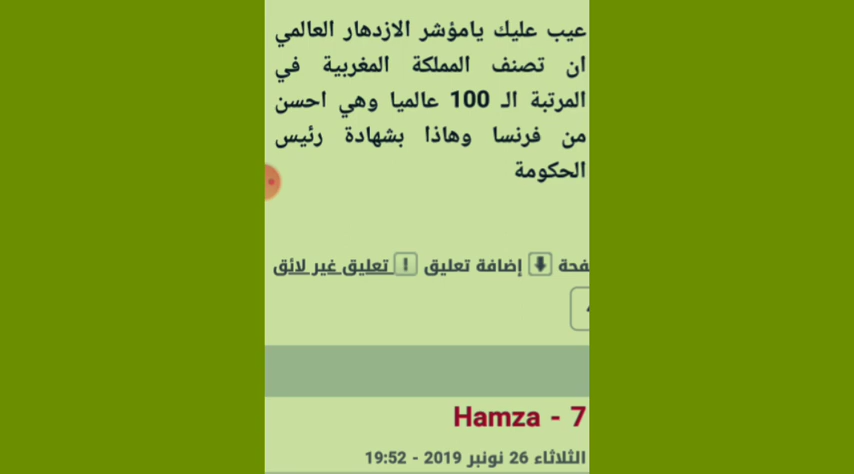 عيب عليك يامؤشر الازدهار العالمي
ان تصنف المملكة المغربية في
المرتبة الـ 100 عالميا وهي احسن
من فرنسا وهاذا بشهادة رئيس
الحكومة
إضافة تعليق تعليق غير لائق
7 - Hamza
الثلاثاء 26 نونبر 2019 - 19:52